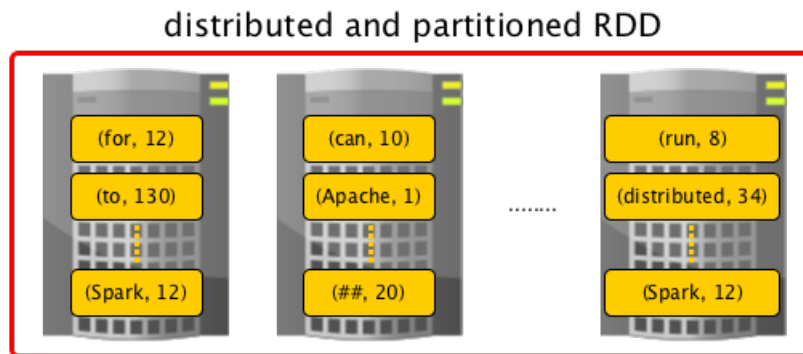 distributed and partitioned RDD
(for, 12)
(to, 130)
(Spark, 12)
(can, 10)
(Apache, 1)
(##, 20)
........
(run, 8)
(distributed, 34)
(Spark, 12)